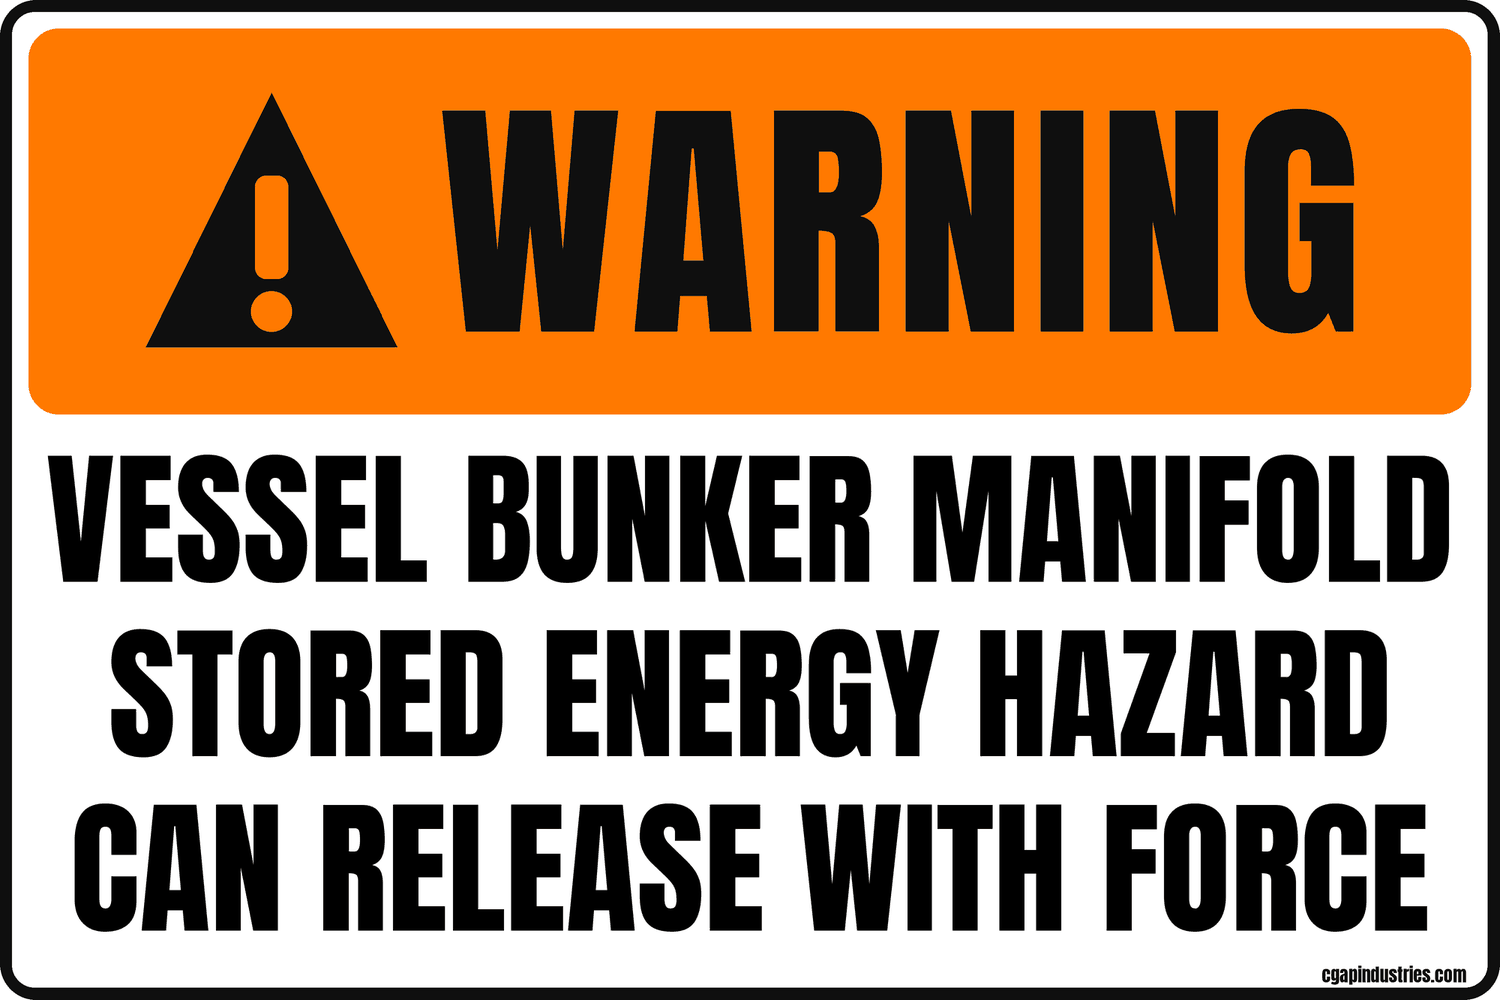 WARNING
VESSEL BUNKER MANIFOLD
STORED ENERGY HAZARD
CAN RELEASE WITH FORCE
cgapindustries.com